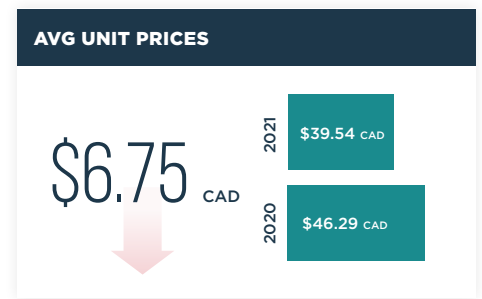 AVG UNIT PRICES
$6.75 CAD
2021
$39.54 CAD
2020
$46.29 CAD